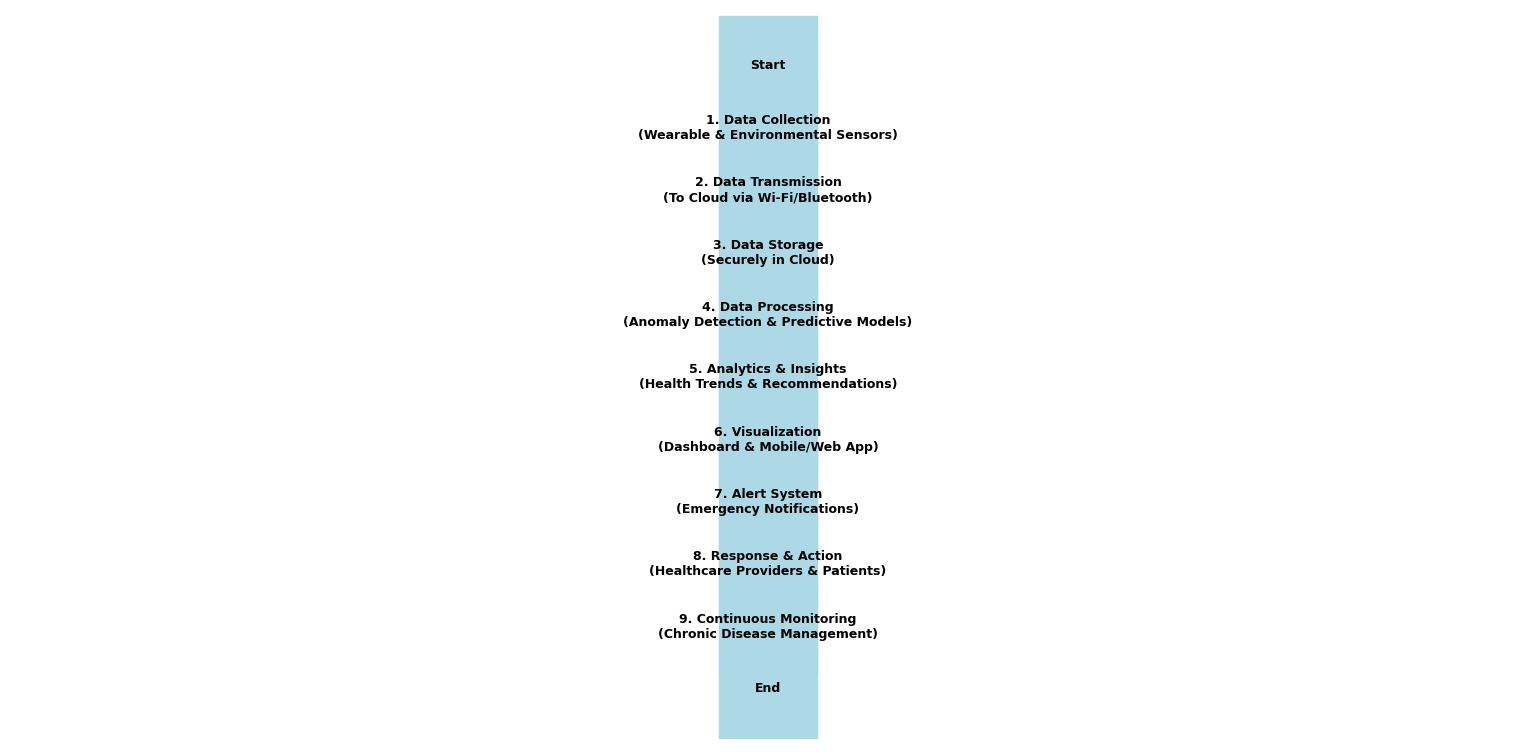 Start
1. Data Collection
(Wearable & Environmental Sensors)
2. Data Transmission
(To Cloud via Wi-Fi/Bluetooth)
3. Data Storage
(Securely in Cloud)
4. Data Processing
(Anomaly Detection & Predictive Models)
5. Analytics & Insights
(Health Trends & Recommendations)
6. Visualization
(Dashboard & Mobile/Web App)
7. Alert System
(Emergency Notifications)
8. Response & Action
(Healthcare Providers & Patients)
9. Continuous Monitoring
(Chronic Disease Management)
End